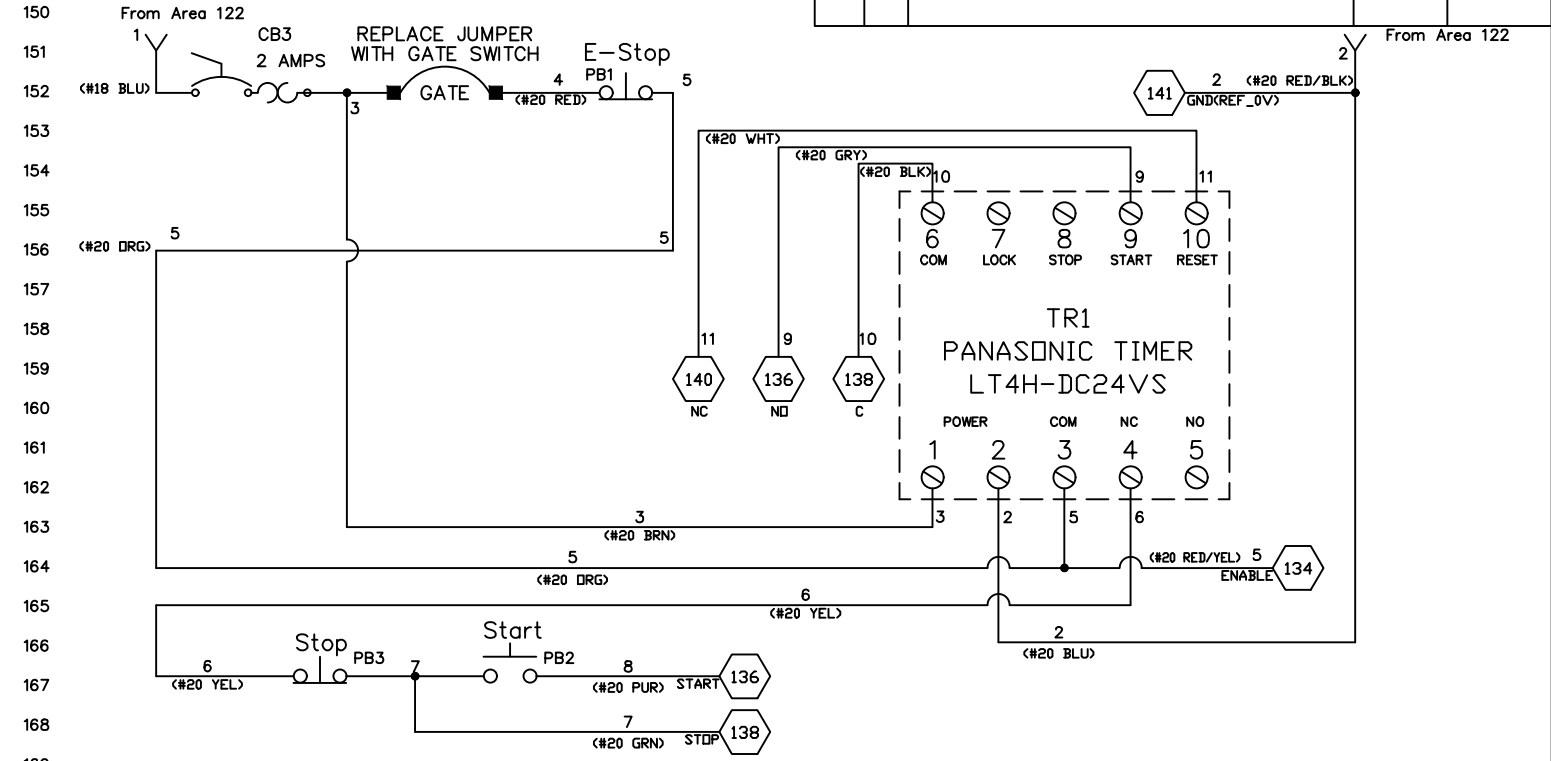 150
From Area 122
1
CB3
2 AMPS
REPLACE JUMPER
WITH GATE SWITCH
E-Stop
PB1
From Area 122
2
151
152
(#18 BLU)
3
GATE
4
(#20 RED)
5
141
2
(#20 RED/BLK)
GND(REF_0V)
153
(#20 WHT)
(#20 GRY)
154
(#20 BLK)
10
9
11
155
156
(#20 ORG)
5
5
6
7
8
9
10
COM
LOCK
STOP
START
RESET
157
158
TR1
PANASONIC TIMER
LT4H-DC24VS
11
9
10
159
140
136
138
160
NC
NO
C
POWER
COM
NC
NO
161
1
2
3
4
5
162
163
3
(#20 BRN)
3
2
5
6
164
5
(#20 ORG)
(#20 RED/YEL)
5
ENABLE
134
165
6
(#20 YEL)
166
2
(#20 BLU)
Stop
PB3
Start
PB2
167
6
(#20 YEL)
7
8
(#20 PUR)
START
136
168
7
(#20 GRN)
STOP
138